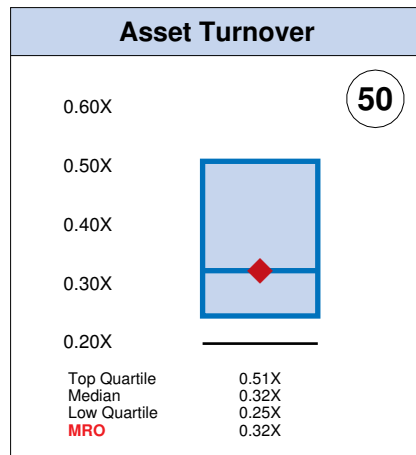 Asset Turnover
50
0.60X
0.50X
0.40X
0.30X
0.20X
Top Quartile 0.51X
Median 0.32X
Low Quartile 0.25X
MRO 0.32X